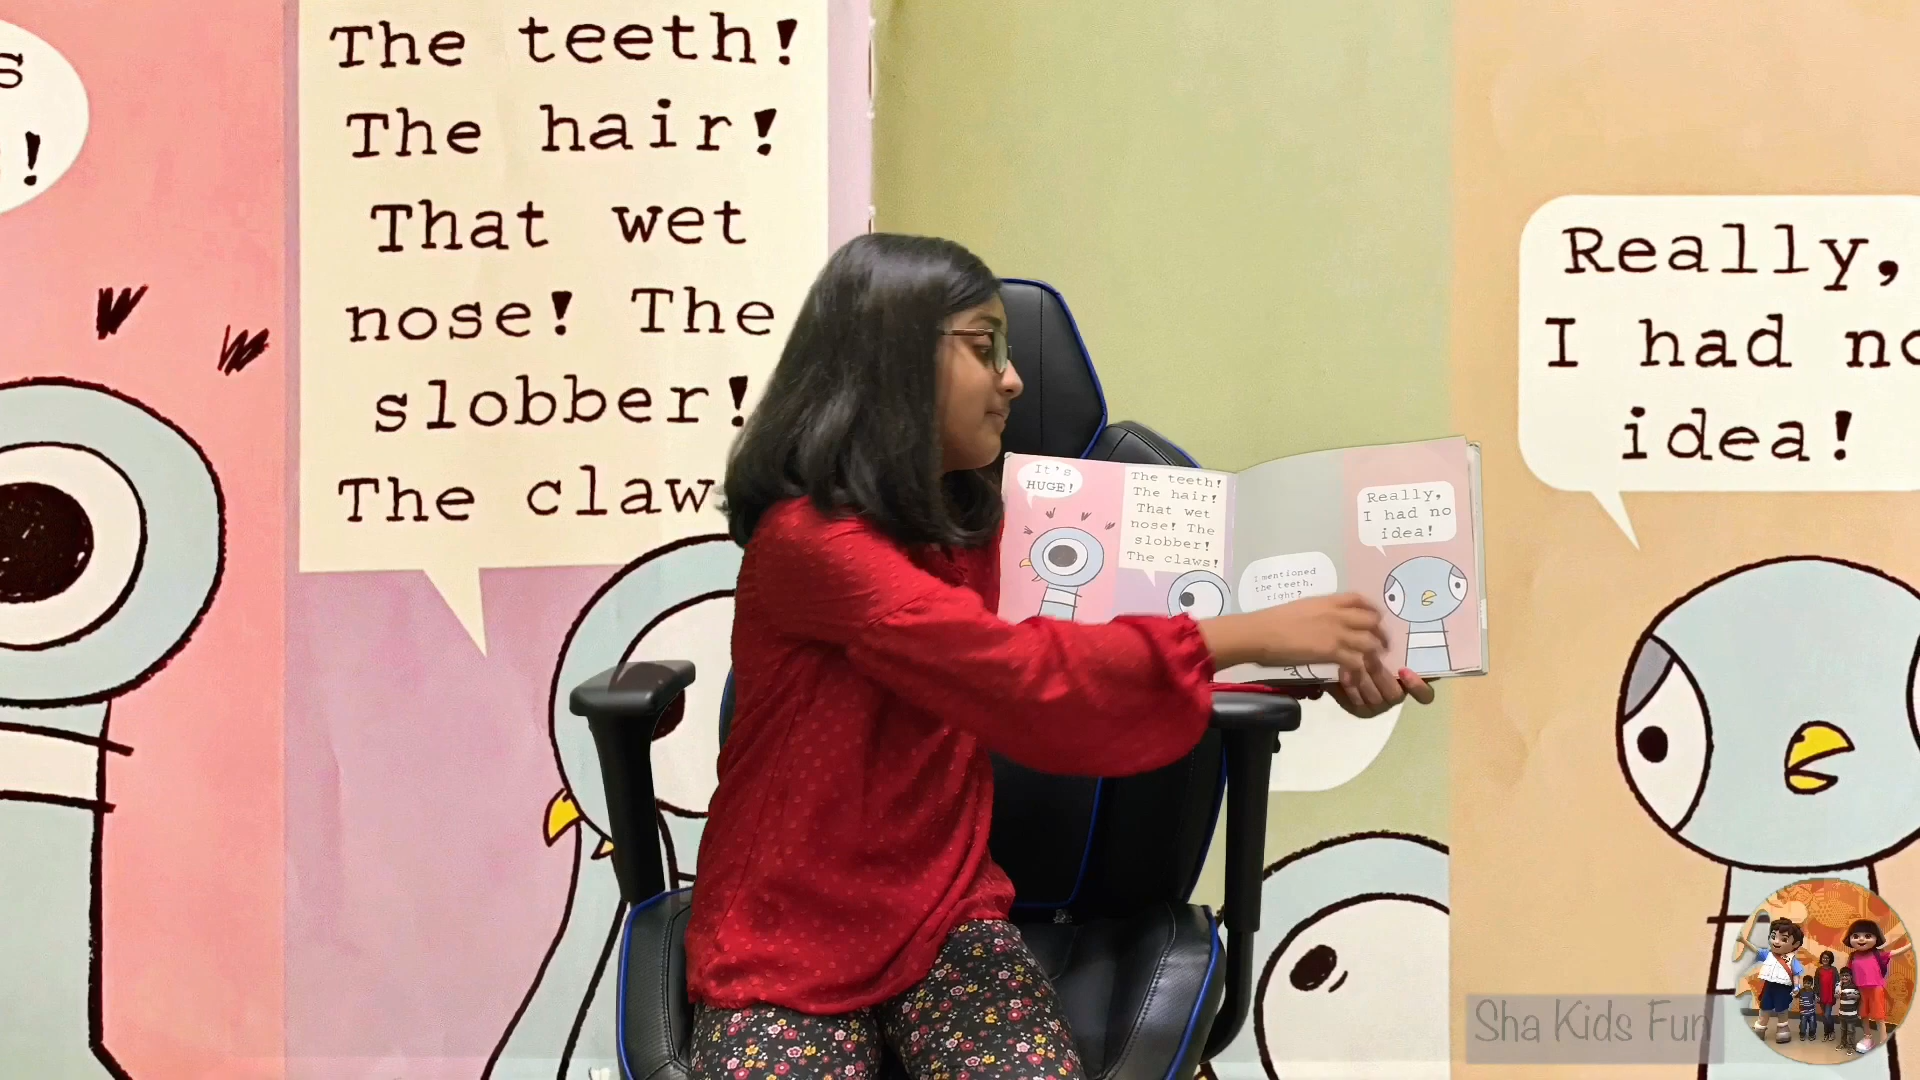 s
!
The teeth!
The hair!
That wet
nose! The
slobber!
The claw
Really,
I had no
idea!
It's
HUGE!
The teeth!
The hair!
That wet
nose! The
slobber!
The claws!
I mentioned
the teeth,
right?
Really,
I had no
idea!
Sha Kids Fun